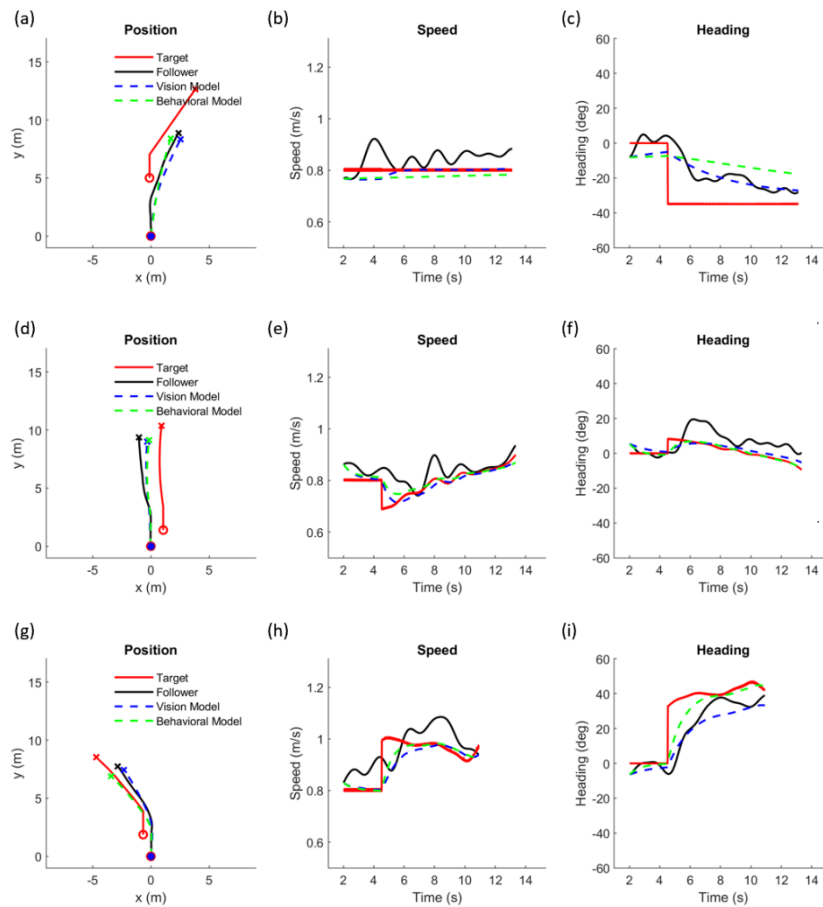 (a)
Position
Target
Follower
Vision Model
Behavioral Model
15
10
5
0
y (m)
-5 0 5
x (m)
(b)
Speed
1.2
1
0.8
0.6
Speed (m/s)
2 4 6 8 10 12 14
Time (s)
(c)
Heading
60
40
20
0
-20
-40
-60
Heading (deg)
2 4 6 8 10 12 14
Time (s)
(d)
Position
Target
Follower
Vision Model
Behavioral Model
15
10
5
0
y (m)
-5 0 5
x (m)
(e)
Speed
1.2
1
0.8
0.6
Speed (m/s)
2 4 6 8 10 12 14
Time (s)
(f)
Heading
60
40
20
0
-20
-40
-60
Heading (deg)
2 4 6 8 10 12 14
Time (s)
(g)
Position
Target
Follower
Vision Model
Behavioral Model
15
10
5
0
y (m)
-5 0 5
x (m)
(h)
Speed
1.2
1
0.8
0.6
Speed (m/s)
2 4 6 8 10 12 14
Time (s)
(i)
Heading
60
40
20
0
-20
-40
-60
Heading (deg)
2 4 6 8 10 12 14
Time (s)